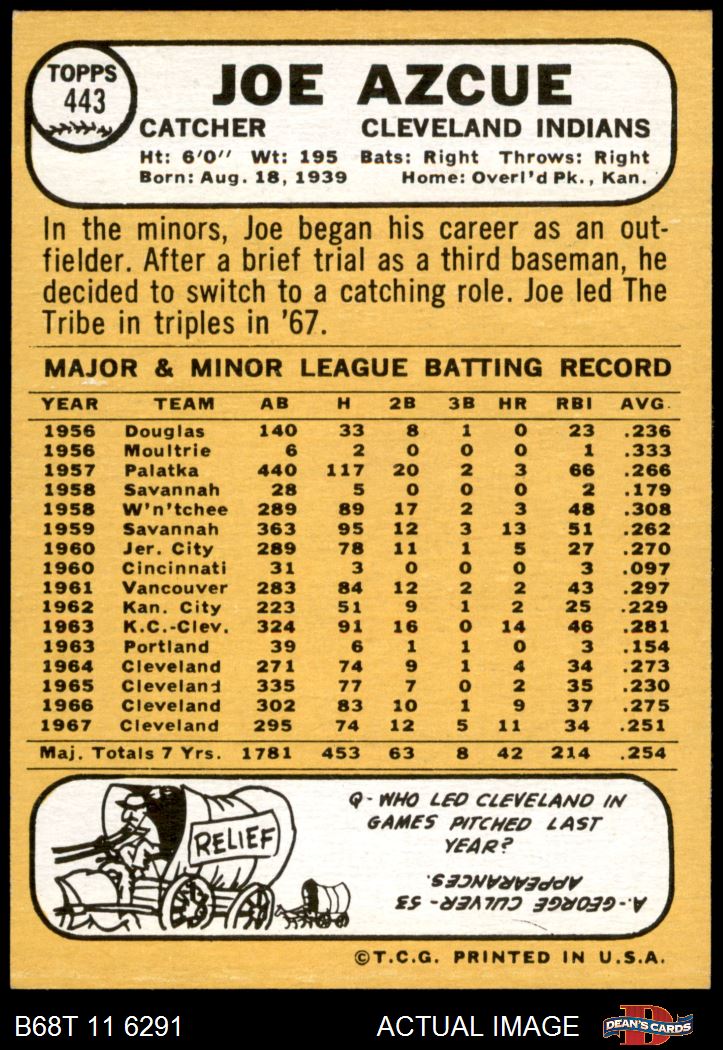 TOPPS
443
JOE AZCUE
CATCHER CLEVELAND INDIANS
Ht: 6'0" Wt: 195 Bats: Right Throws: Right
Born: Aug. 18, 1939 Home: Overl'd Pk., Kan.
In the minors, Joe began his career as an out-
fielder. After a brief trial as a third baseman, he
decided to switch to a catching role. Joe led The
Tribe in triples in '67.
MAJOR & MINOR LEAGUE BATTING RECORD
YEAR TEAM AB H 2B 3B HR RBI AVG.
1956 Douglas 140 33 8 1 0 23 .236
1956 Moultrie 6 2 0 0 0 1 .333
1957 Palatka 440 117 20 2 3 66 .266
1958 Savannah 28 5 0 0 0 2 .179
1958 W'n'tchee 289 89 17 2 3 48 .308
1959 Savannah 363 95 12 3 13 51 .262
1960 Jer. City 289 78 11 1 5 27 .270
1960 Cincinnati 31 3 0 0 0 3 .097
1961 Vancouver 283 84 12 2 2 43 .297
1962 Kan. City 223 51 9 1 2 25 .229
1963 K.C.-Clev. 324 91 16 0 14 46 .281
1963 Portland 39 6 1 1 0 3 .154
1964 Cleveland 271 74 9 1 4 34 .273
1965 Cleveland 335 77 7 0 2 35 .230
1966 Cleveland 302 83 10 1 9 37 .275
1967 Cleveland 295 74 12 5 11 34 .251
Maj. Totals 7 Yrs. 1781 453 63 8 42 214 .254
RELIEF
Q- WHO LED CLEVELAND IN
GAMES PITCHED LAST
YEAR?
A.- GEORGE CULVER- 53
APPEARANCES.
©T.C.G. PRINTED IN U.S.A.
B68T 11 6291 ACTUAL IMAGE D DEAN'S CARDS